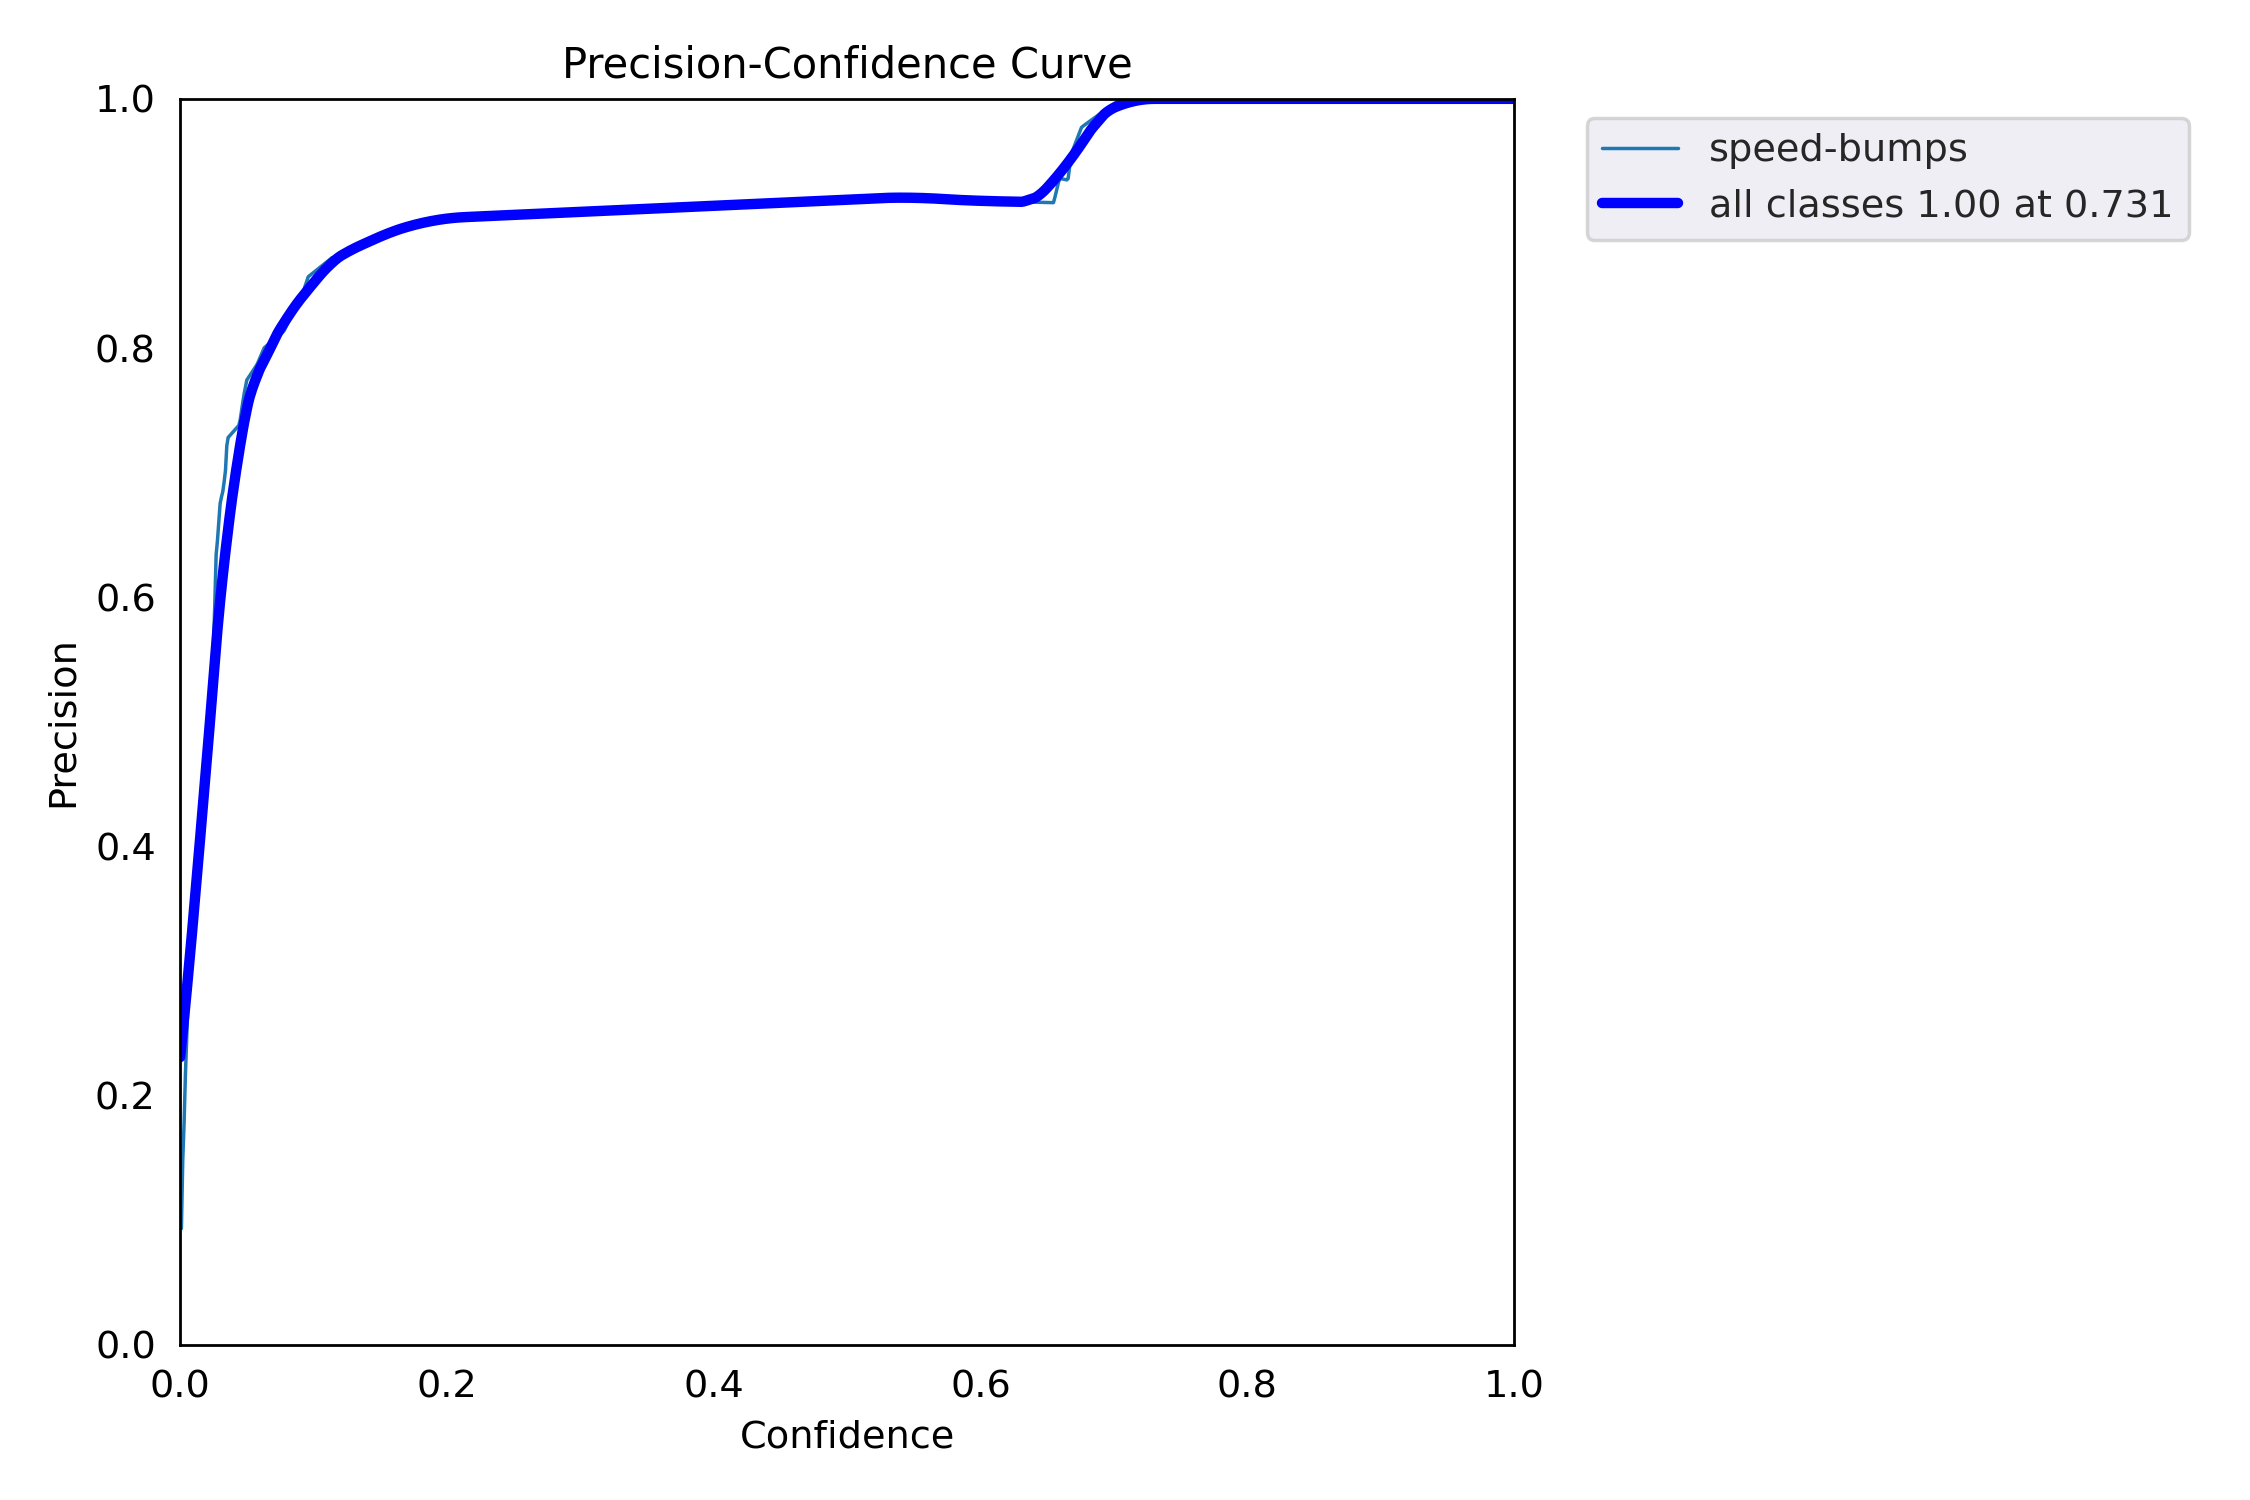 Precision-Confidence Curve
1.0
0.8
0.6
0.4
0.2
0.0
Precision
0.0 0.2 0.4 0.6 0.8 1.0
Confidence
speed-bumps
all classes 1.00 at 0.731